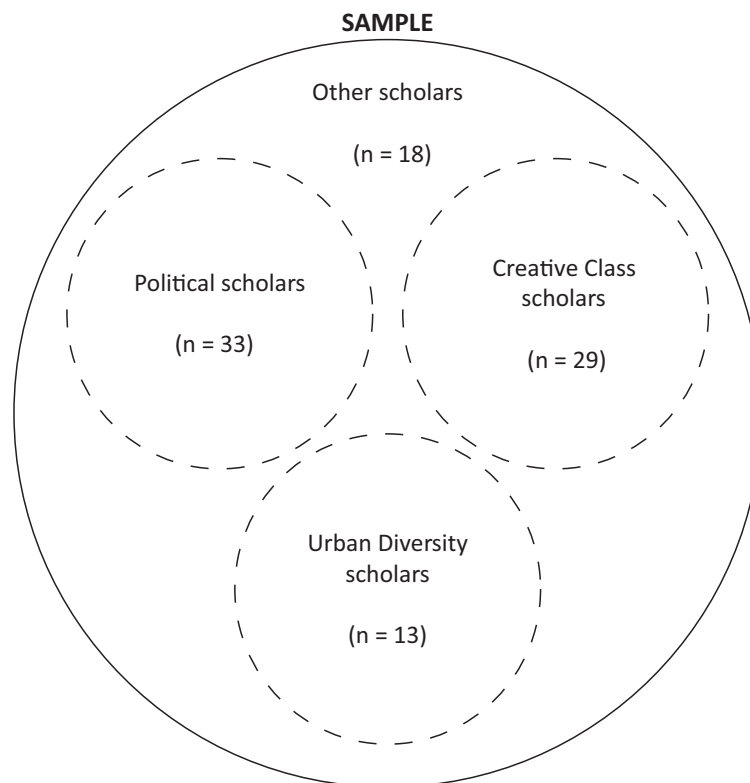 SAMPLE
Other scholars
(n = 18)
Political scholars
(n = 33)
Creative Class
scholars
(n = 29)
Urban Diversity
scholars
(n = 13)